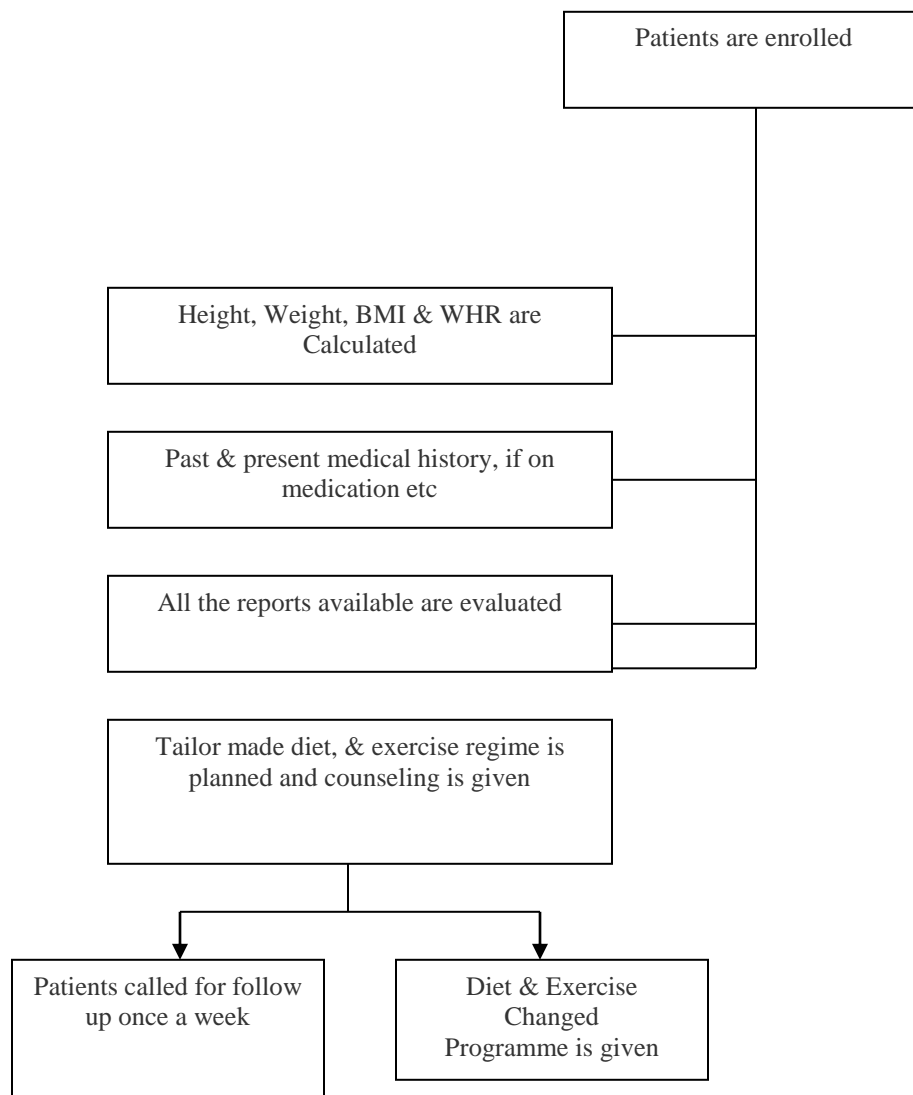 Patients are enrolled
Height, Weight, BMI & WHR are
Calculated
Past & present medical history, if on
medication etc
All the reports available are evaluated
Tailor made diet, & exercise regime is
planned and counseling is given
Patients called for follow
up once a week
Diet & Exercise
Changed
Programme is given